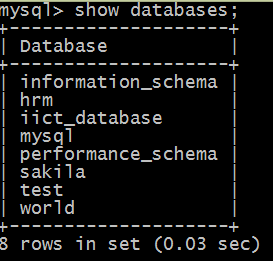 mysql> show databases;
+--------------------+
| Database           |
+--------------------+
| information_schema |
| hrm                |
| iict_database      |
| mysql              |
| performance_schema |
| sakila             |
| test               |
| world              |
+--------------------+
8 rows in set (0.03 sec)